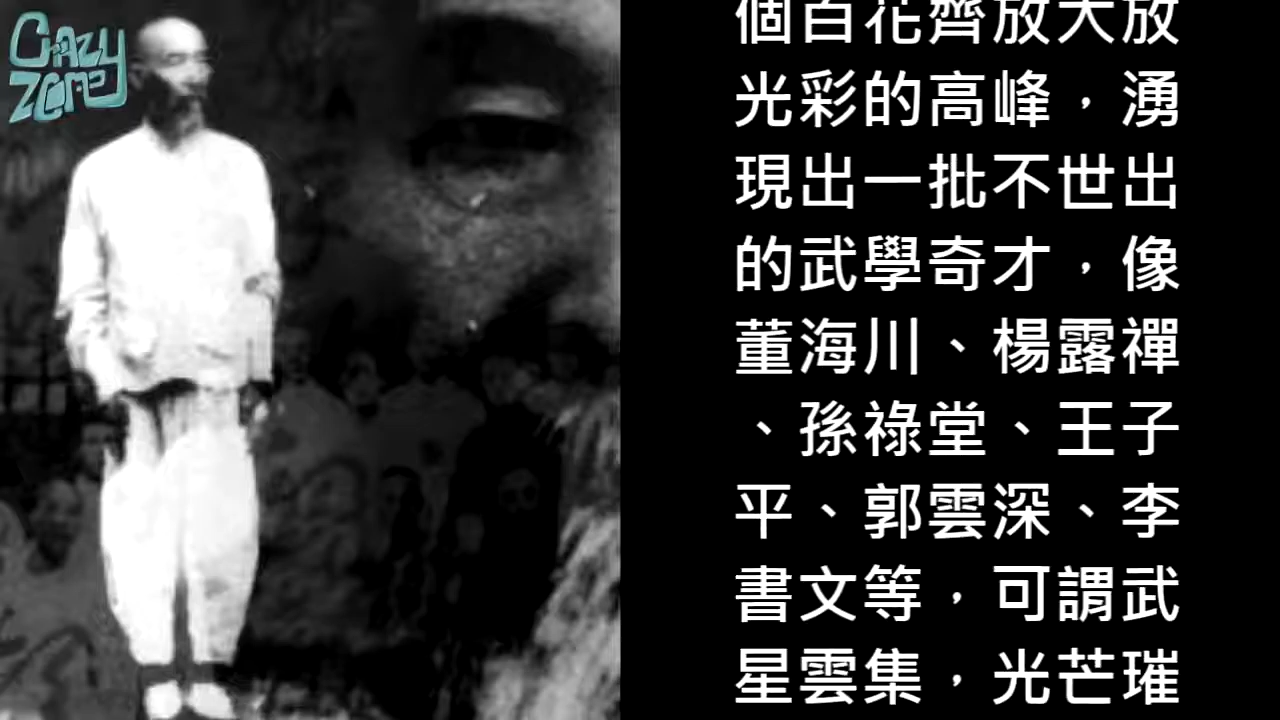 CRAZY
ZONE
個百花齊放大放
光彩的高峰，湧
現出一批不世出
的武學奇才，像
董海川、楊露禪
、孫祿堂、王子
平、郭雲深、李
書文等，可謂武
星雲集，光芒璀